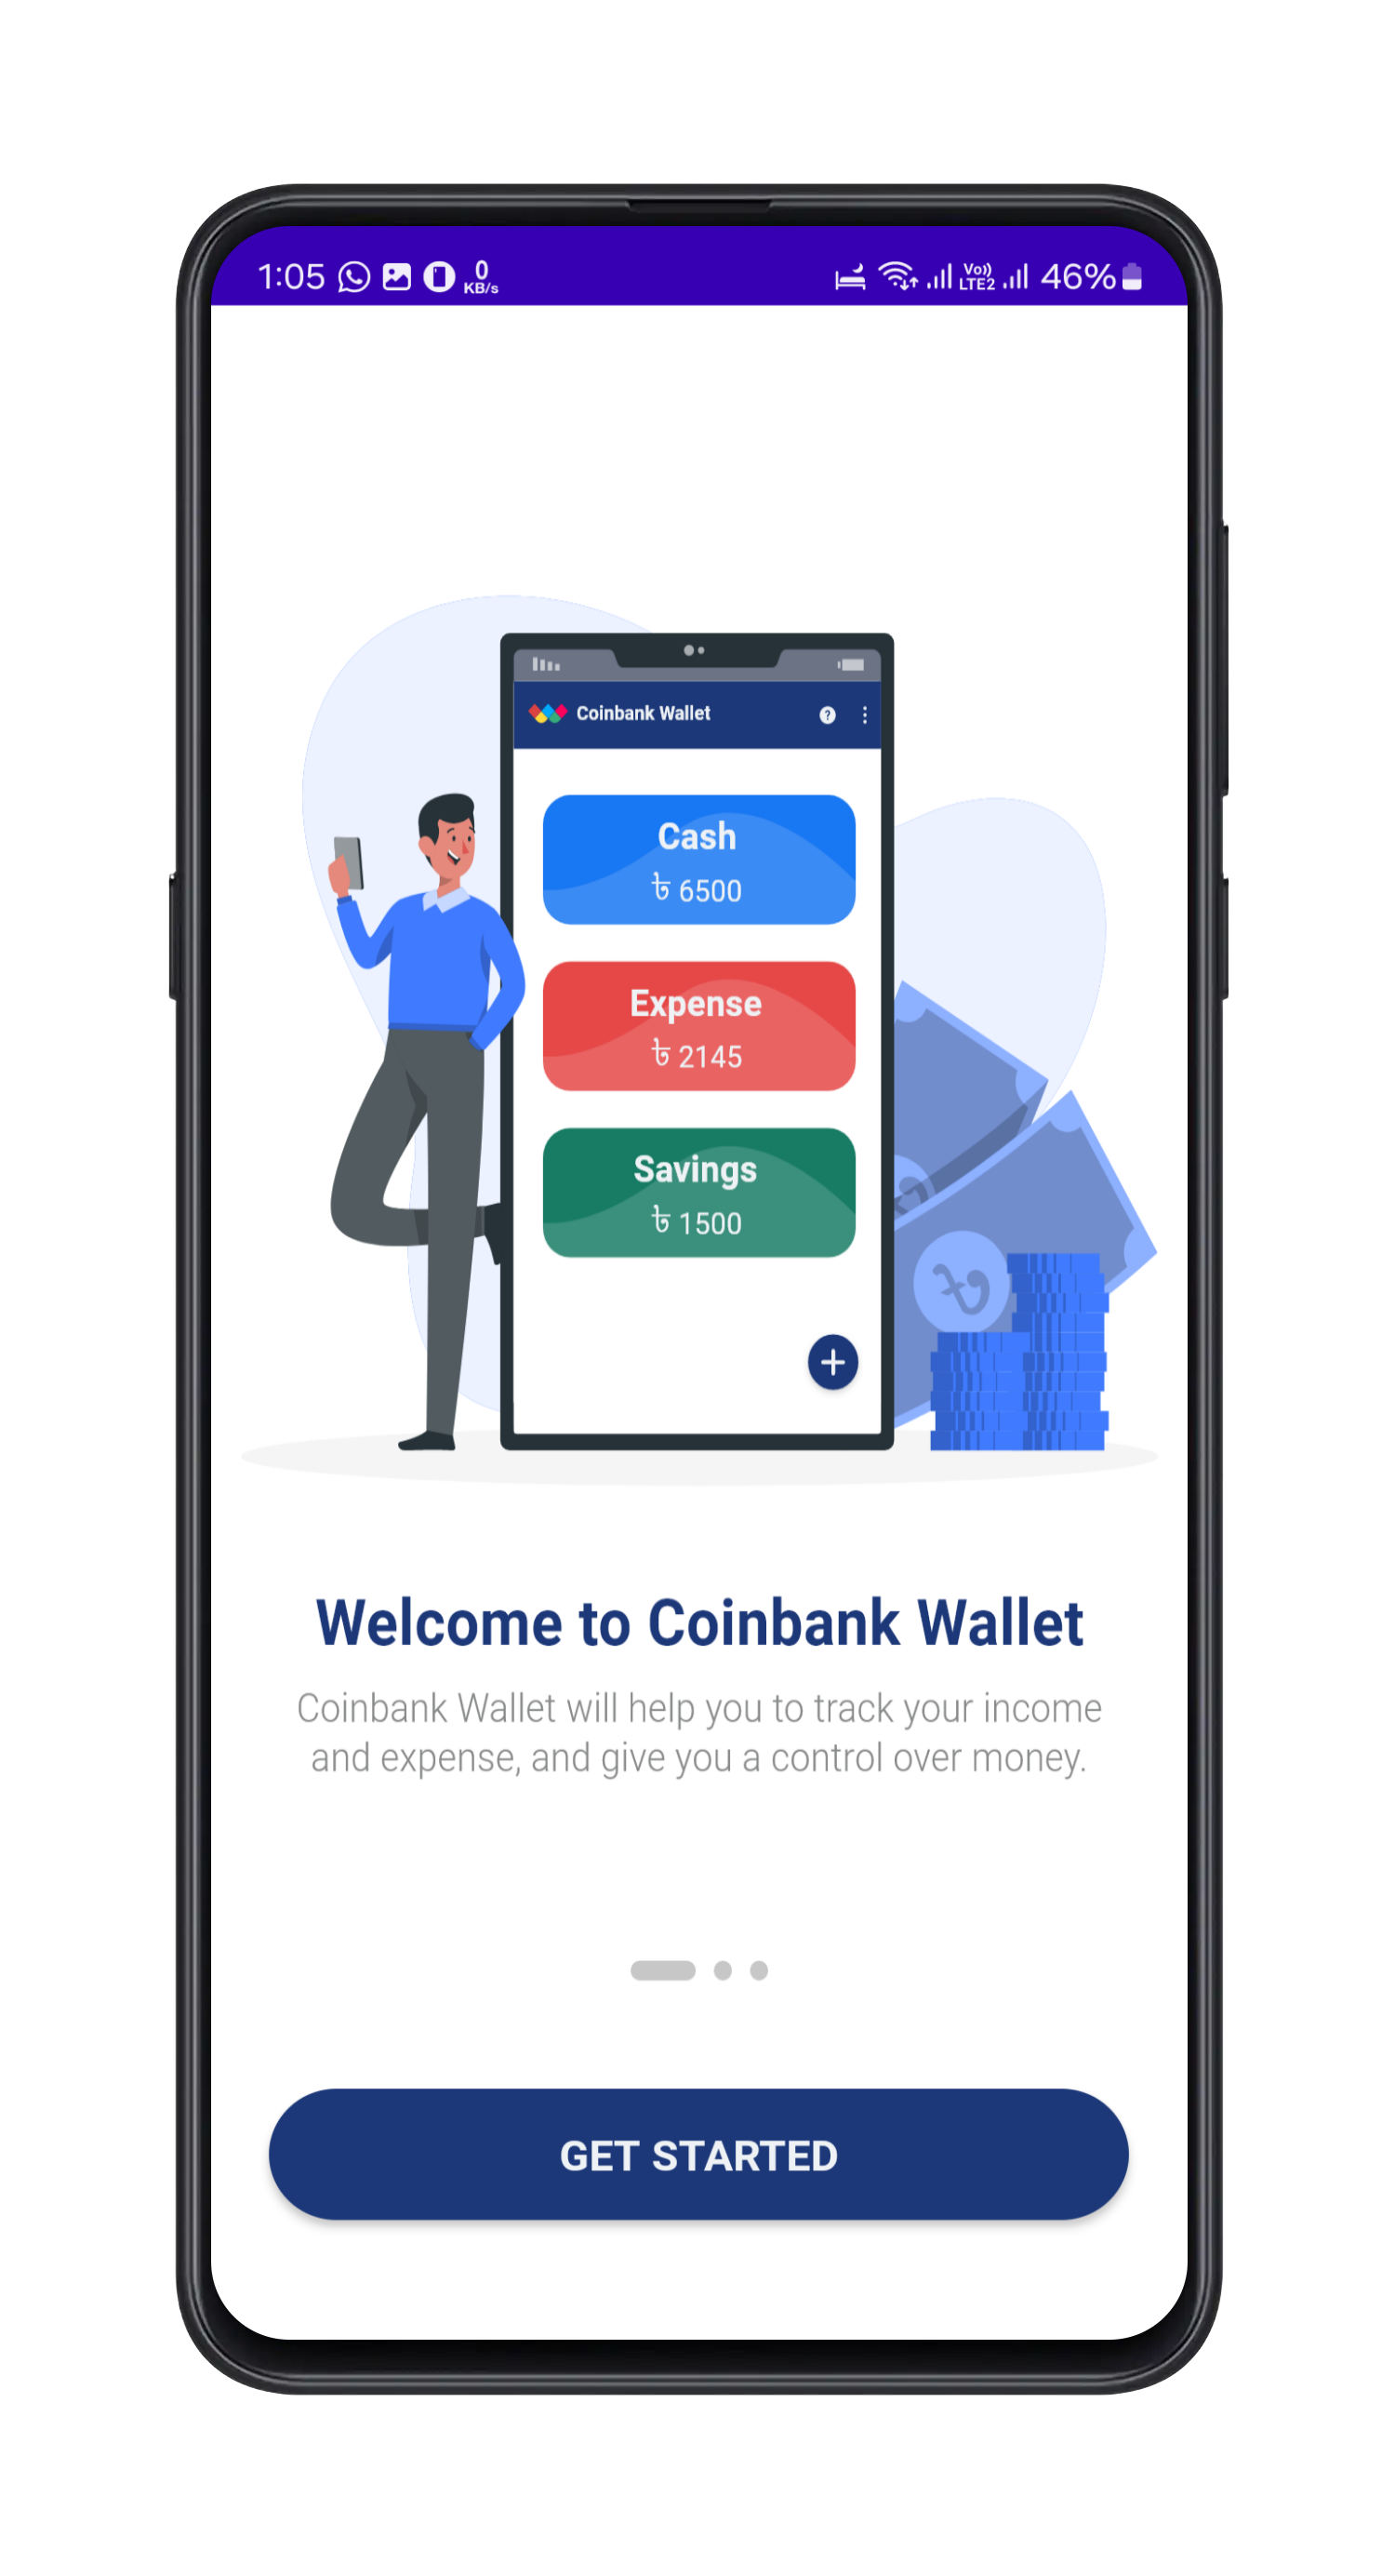 1:05 0 KB/s Vo)) LTE2 46%
Coinbank Wallet ?
Cash
৳ 6500
Expense
৳ 2145
Savings
৳ 1500
৳
Welcome to Coinbank Wallet
Coinbank Wallet will help you to track your income
and expense, and give you a control over money.
GET STARTED